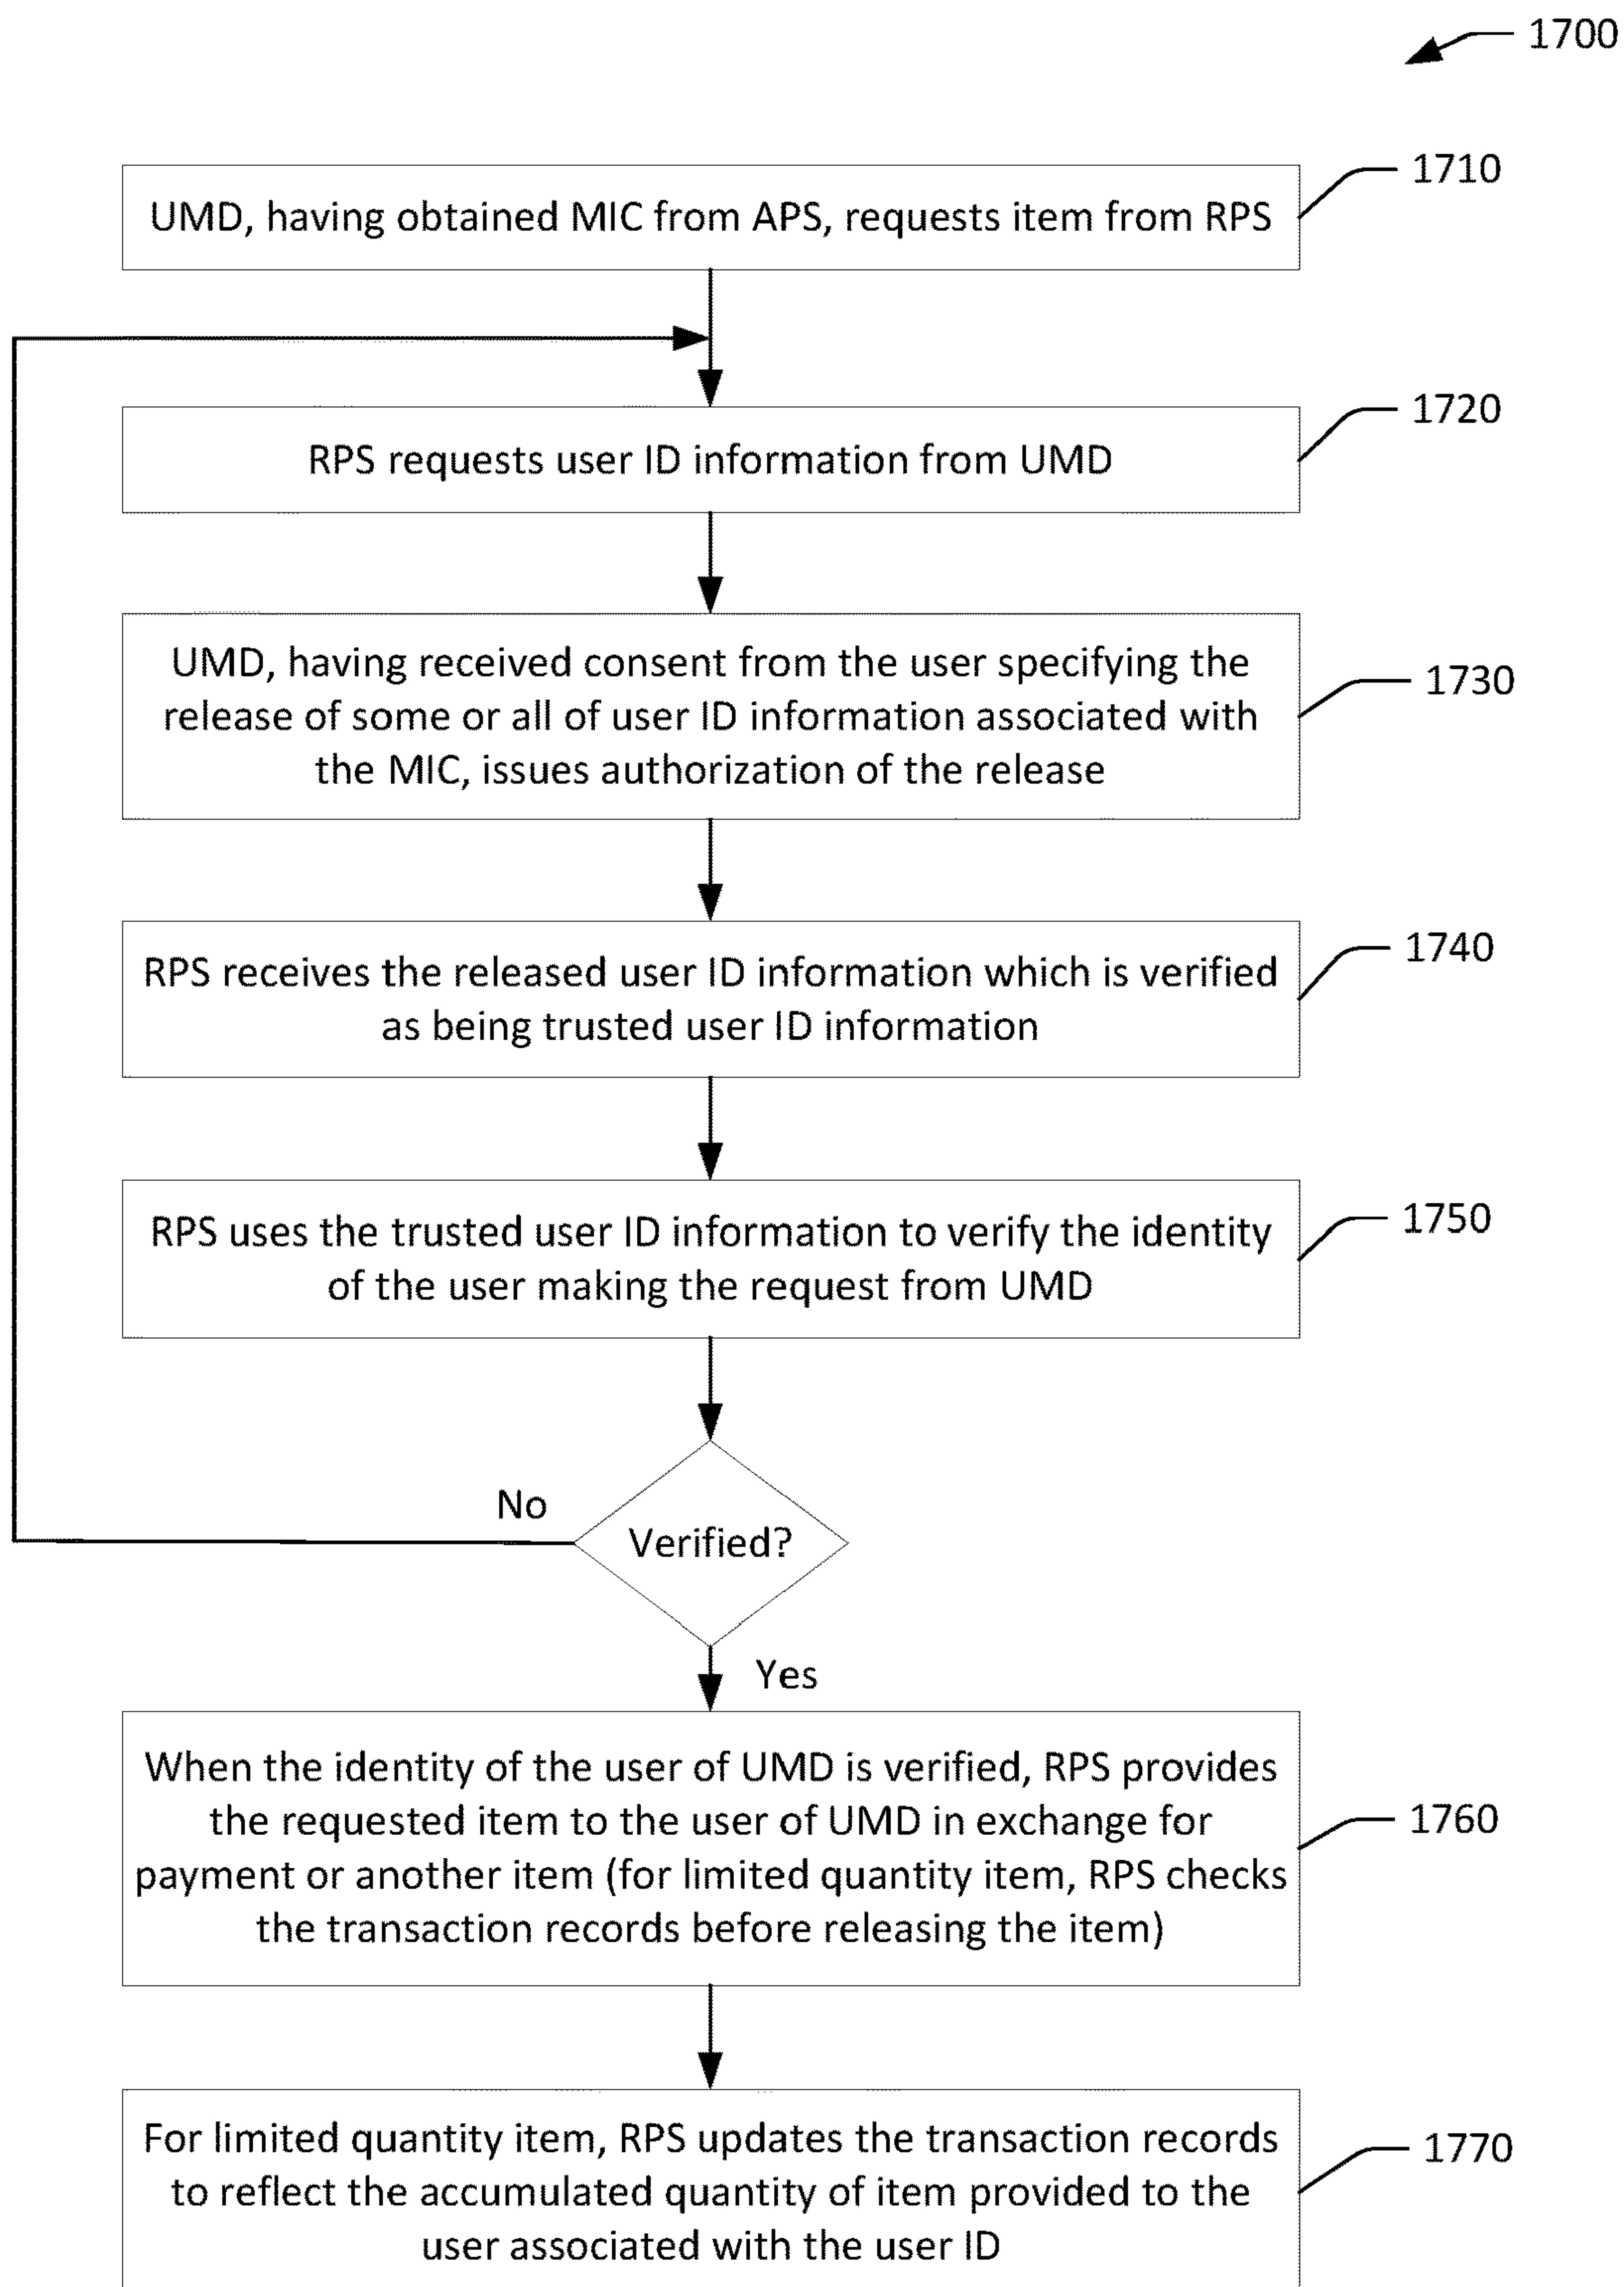 1700
1710
UMD, having obtained MIC from APS, requests item from RPS
1720
RPS requests user ID information from UMD
UMD, having received consent from the user specifying the
release of some or all of user ID information associated with
the MIC, issues authorization of the release
1730
1740
RPS receives the released user ID information which is verified
as being trusted user ID information
1750
RPS uses the trusted user ID information to verify the identity
of the user making the request from UMD
No
Verified?
Yes
When the identity of the user of UMD is verified, RPS provides
the requested item to the user of UMD in exchange for
payment or another item (for limited quantity item, RPS checks
the transaction records before releasing the item)
1760
For limited quantity item, RPS updates the transaction records
to reflect the accumulated quantity of item provided to the
user associated with the user ID
1770